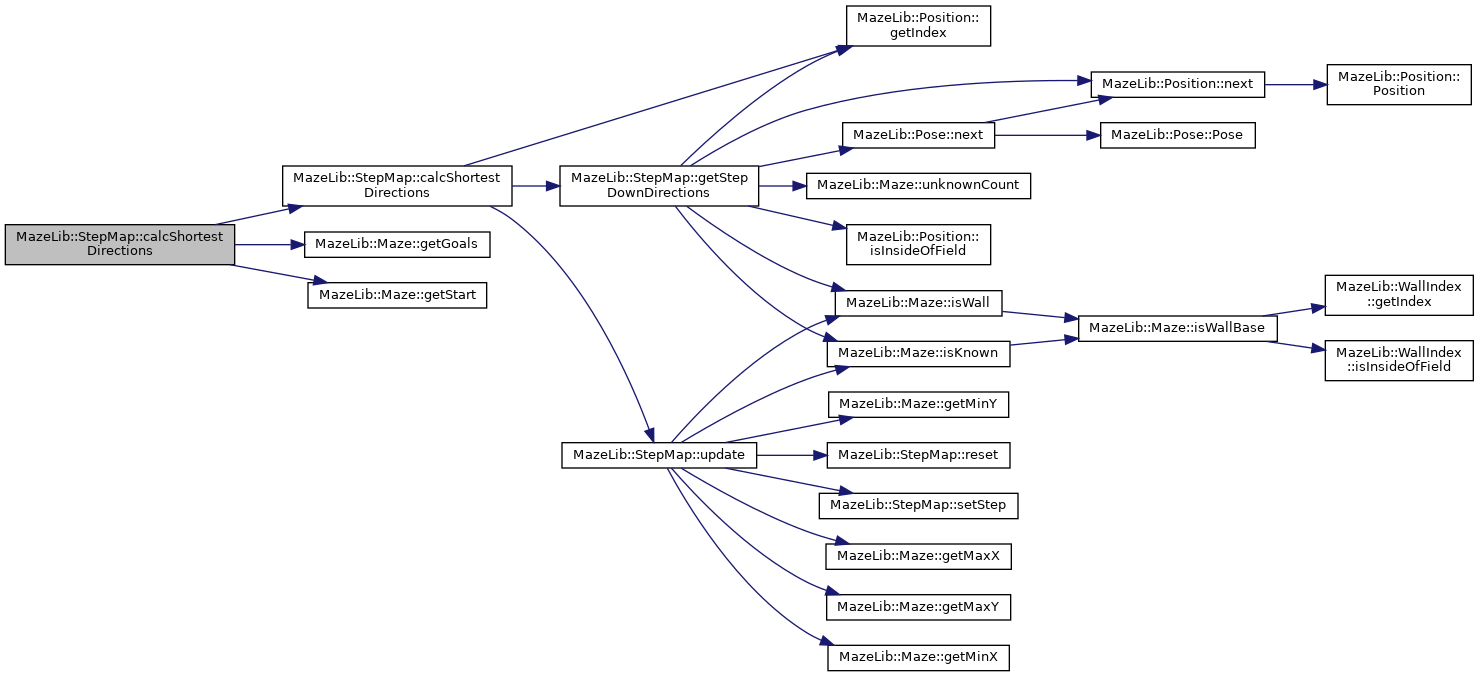 MazeLib::StepMap::calcShortest
Directions
MazeLib::StepMap::calcShortest
Directions
MazeLib::Maze::getGoals
MazeLib::Maze::getStart
MazeLib::StepMap::getStep
DownDirections
MazeLib::StepMap::update
MazeLib::Position::
getIndex
MazeLib::Pose::next
MazeLib::Maze::unknownCount
MazeLib::Position::
isInsideOfField
MazeLib::Maze::isWall
MazeLib::Maze::isKnown
MazeLib::Maze::getMinY
MazeLib::StepMap::reset
MazeLib::StepMap::setStep
MazeLib::Maze::getMaxX
MazeLib::Maze::getMaxY
MazeLib::Maze::getMinX
MazeLib::Position::next
MazeLib::Pose::Pose
MazeLib::Maze::isWallBase
MazeLib::Position::
Position
MazeLib::WallIndex
::getIndex
MazeLib::WallIndex
::isInsideOfField